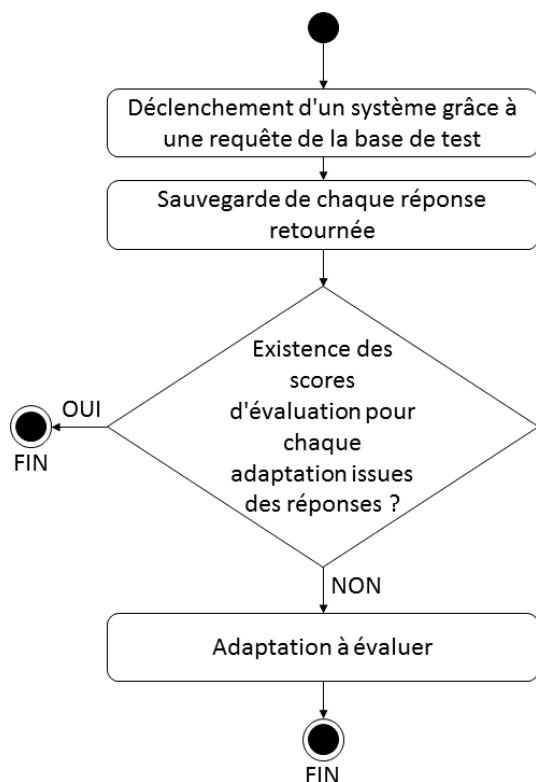 Déclenchement d'un système grâce à
une requête de la base de test
Sauvegarde de chaque réponse
retournée
Existence des
scores
d'évaluation pour
chaque
adaptation issues
des réponses ?
OUI
FIN
NON
Adaptation à évaluer
FIN